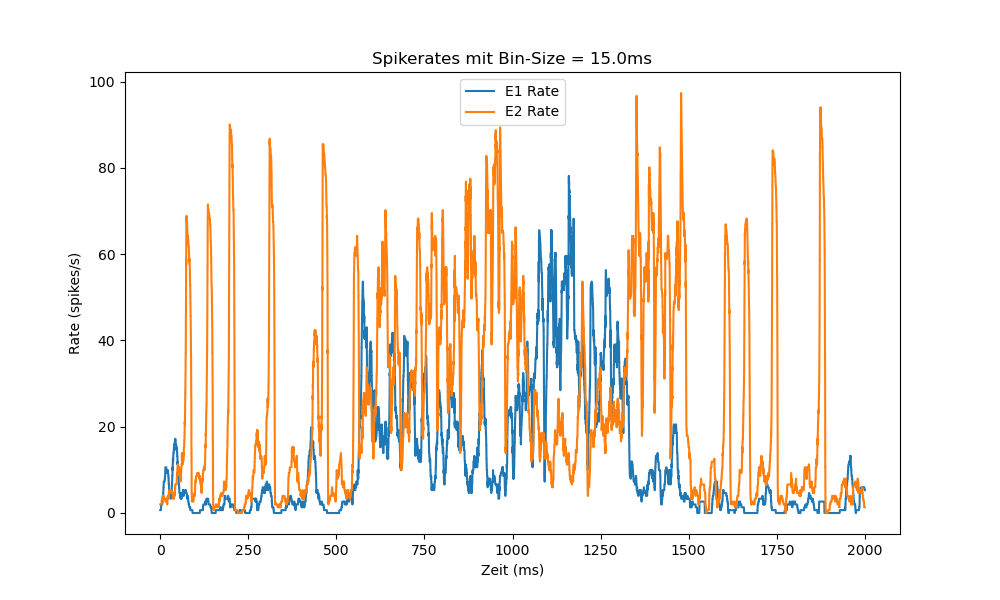 Spikerates mit Bin-Size = 15.0ms
E1 Rate
E2 Rate
Rate (spikes/s)
100
80
60
40
20
0
0 250 500 750 1000 1250 1500 1750 2000
Zeit (ms)